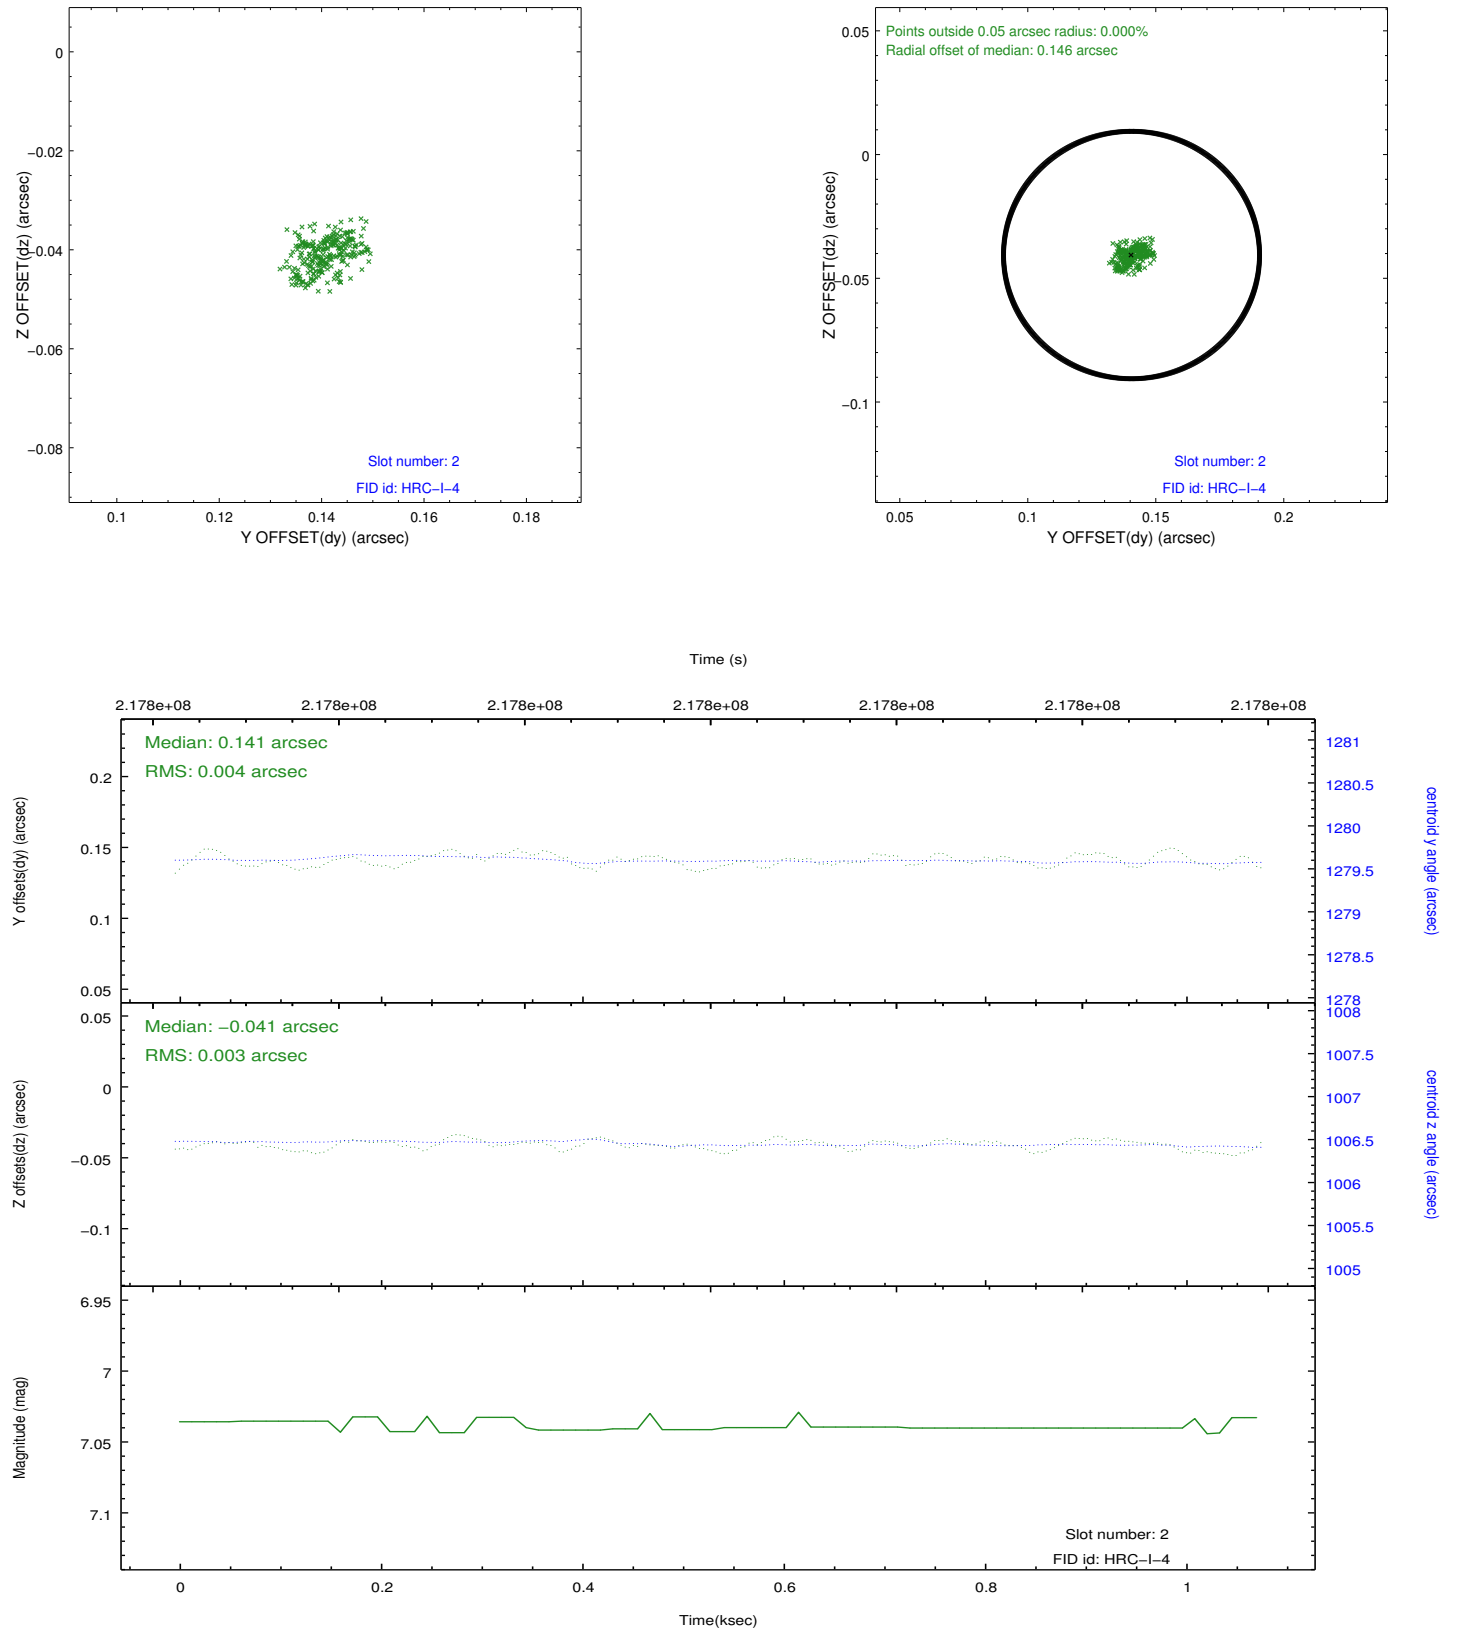 0
−0.02
−0.04
−0.06
−0.08
Z OFFSET(dz) (arcsec)
0.1 0.12 0.14 0.16 0.18
Y OFFSET(dy) (arcsec)
Slot number: 2
FID id: HRC−I−4
Points outside 0.05 arcsec radius: 0.000%
Radial offset of median: 0.146 arcsec
0.05
0
−0.05
−0.1
Z OFFSET(dz) (arcsec)
0.05 0.1 0.15 0.2
Y OFFSET(dy) (arcsec)
Slot number: 2
FID id: HRC−I−4
Time (s)
2.178e+08 2.178e+08 2.178e+08 2.178e+08 2.178e+08 2.178e+08 2.178e+08
Median: 0.141 arcsec
RMS: 0.004 arcsec
0.2
0.15
0.1
0.05
Y offsets(dy) (arcsec)
1281
1280.5
1280
1279.5
1279
1278.5
1278
centroid y angle (arcsec)
Median: −0.041 arcsec
RMS: 0.003 arcsec
0.05
0
−0.05
−0.1
Z offsets(dz) (arcsec)
1008
1007.5
1007
1006.5
1006
1005.5
1005
centroid z angle (arcsec)
6.95
7
7.05
7.1
Magnitude (mag)
Slot number: 2
FID id: HRC−I−4
0 0.2 0.4 0.6 0.8 1
Time(ksec)